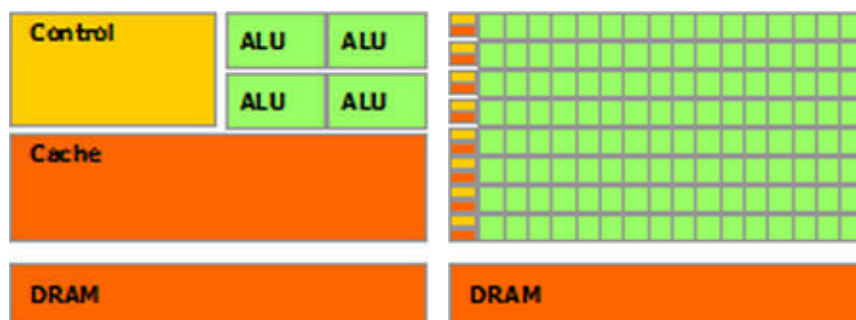 Control
ALU ALU
ALU ALU
Cache
DRAM
DRAM